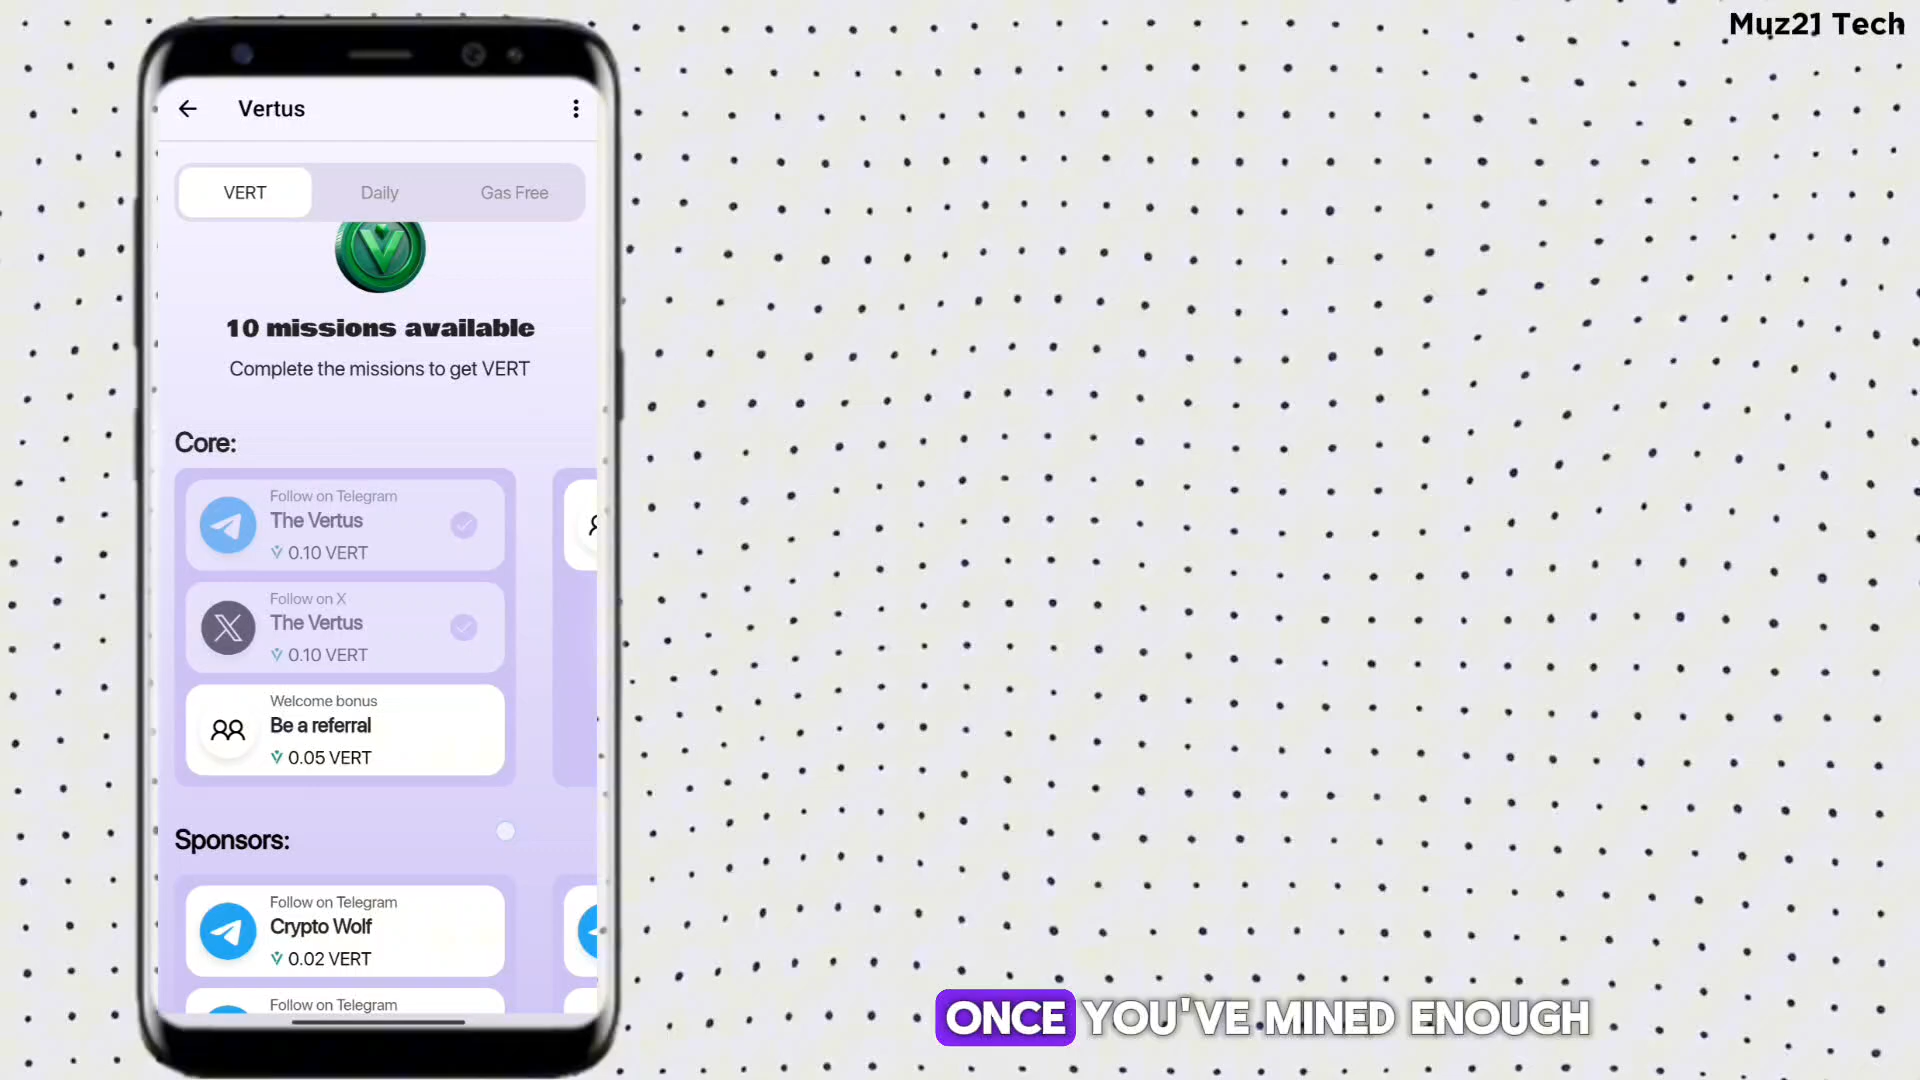 Muz21 Tech
Vertus
VERT Daily Gas Free
10 missions available
Complete the missions to get VERT
Core:
Follow on Telegram
The Vertus
0.10 VERT
Follow on X
The Vertus
0.10 VERT
Welcome bonus
Be a referral
0.05 VERT
Sponsors:
Follow on Telegram
Crypto Wolf
0.02 VERT
Follow on Telegram
ONCE YOU'VE MINED ENOUGH